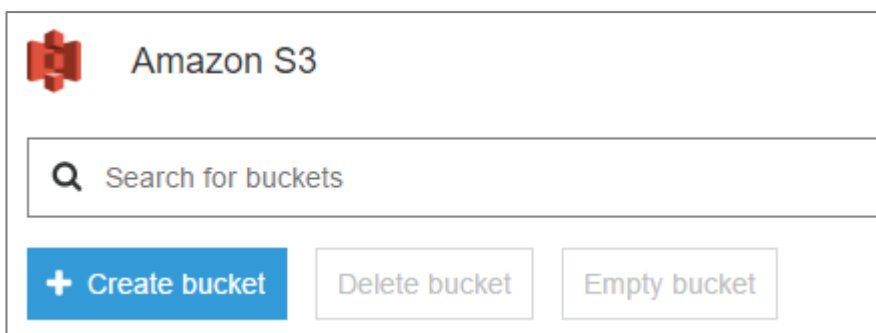 Amazon S3
Search for buckets
Create bucket Delete bucket Empty bucket